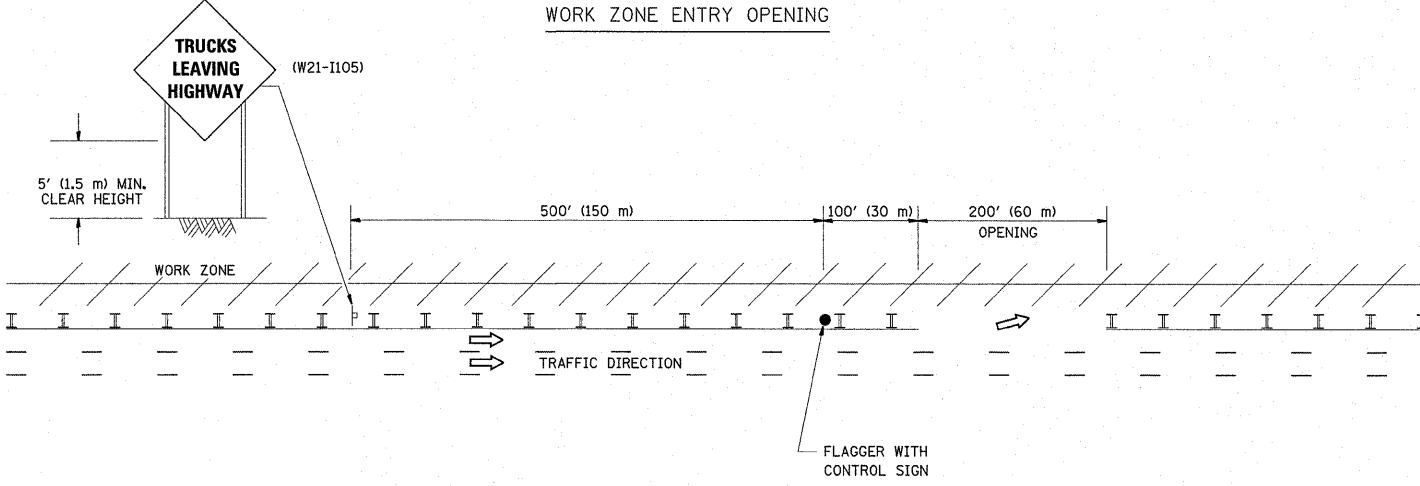 WORK ZONE ENTRY OPENING
TRUCKS
LEAVING
HIGHWAY
(W21-I105)
5' (1.5 m) MIN.
CLEAR HEIGHT
500' (150 m)
100' (30 m)
200' (60 m)
OPENING
WORK ZONE
TRAFFIC DIRECTION
FLAGGER WITH
CONTROL SIGN